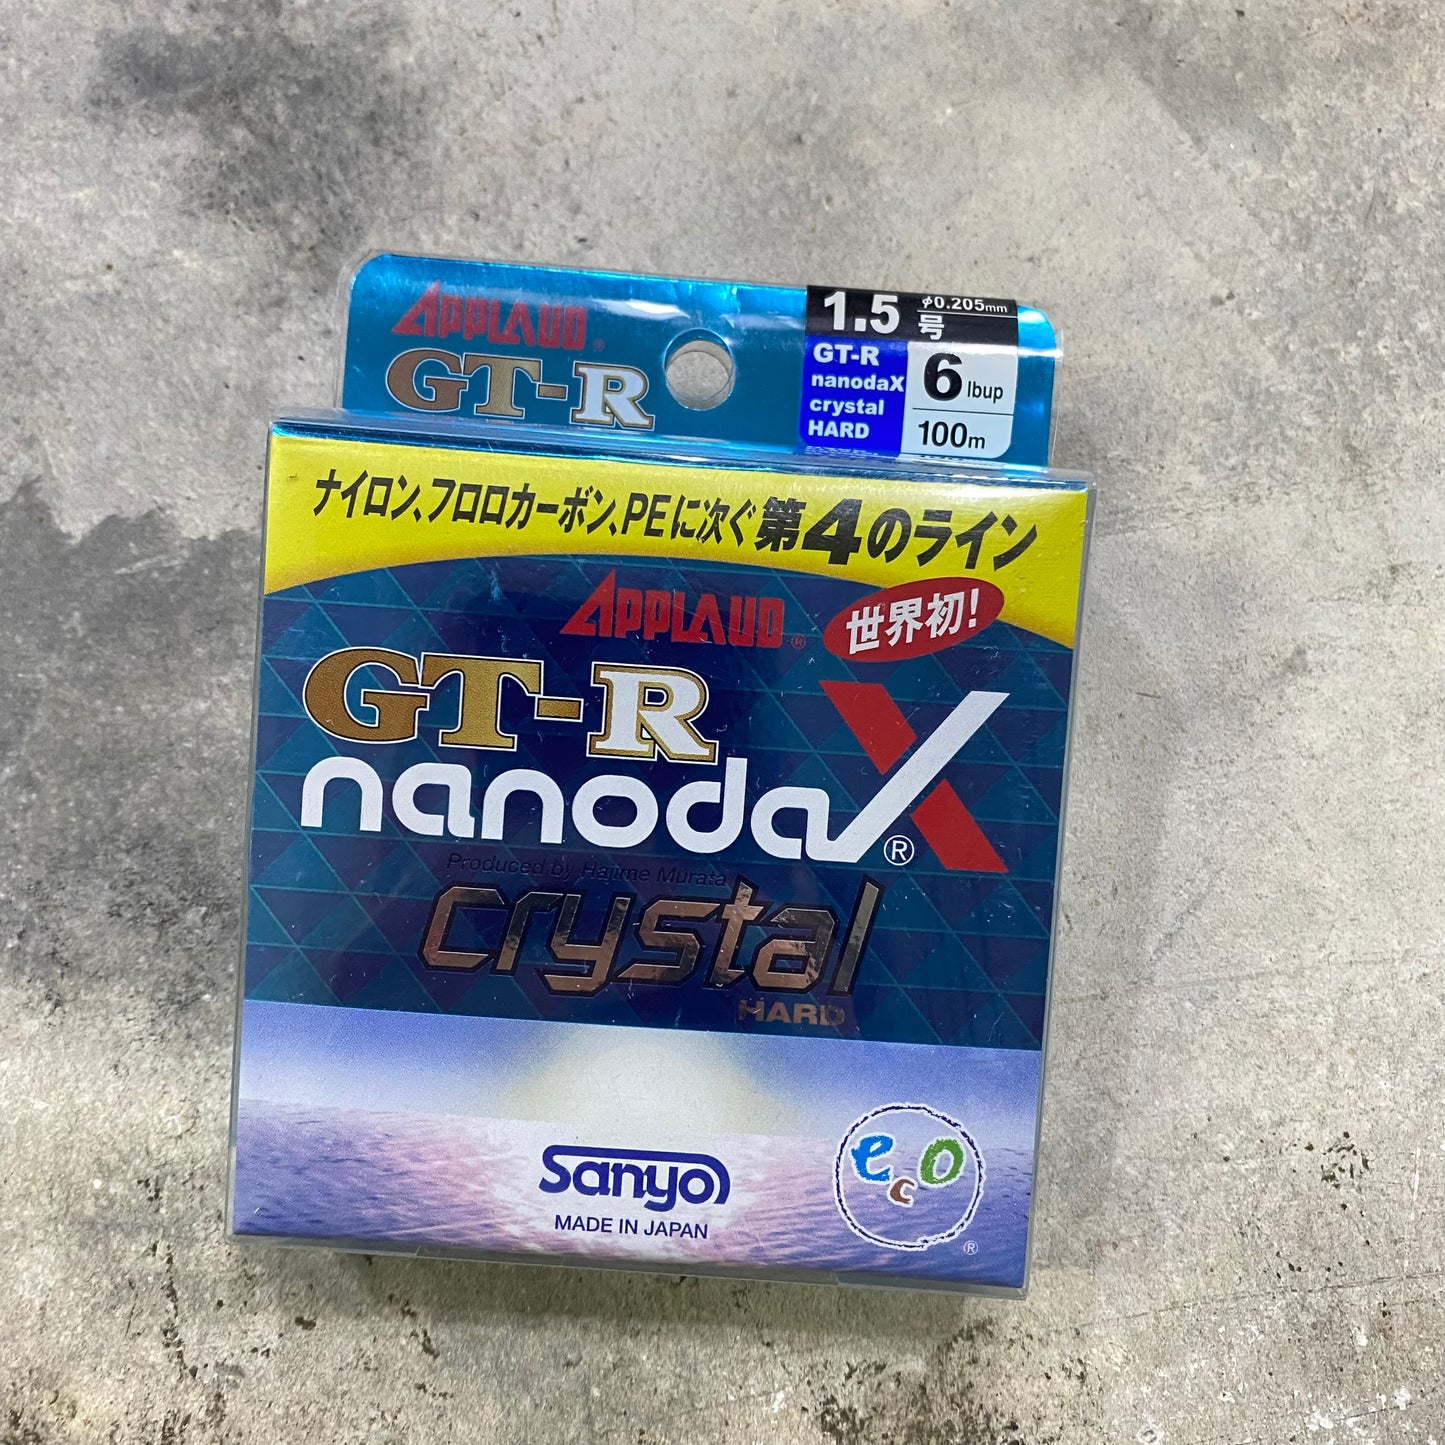 APPLAUD®
GT-R
1.5号 φ0.205mm
GT-R
nanodaX
crystal
HARD
6 lbup
100m
ナイロン、フロロカーボン、PEに次ぐ第4のライン
APPLAUD®
世界初!
GT-R
nanodaX®
Produced by Hajime Murata
crystal
HARD
Sanyo
MADE IN JAPAN
eco
®